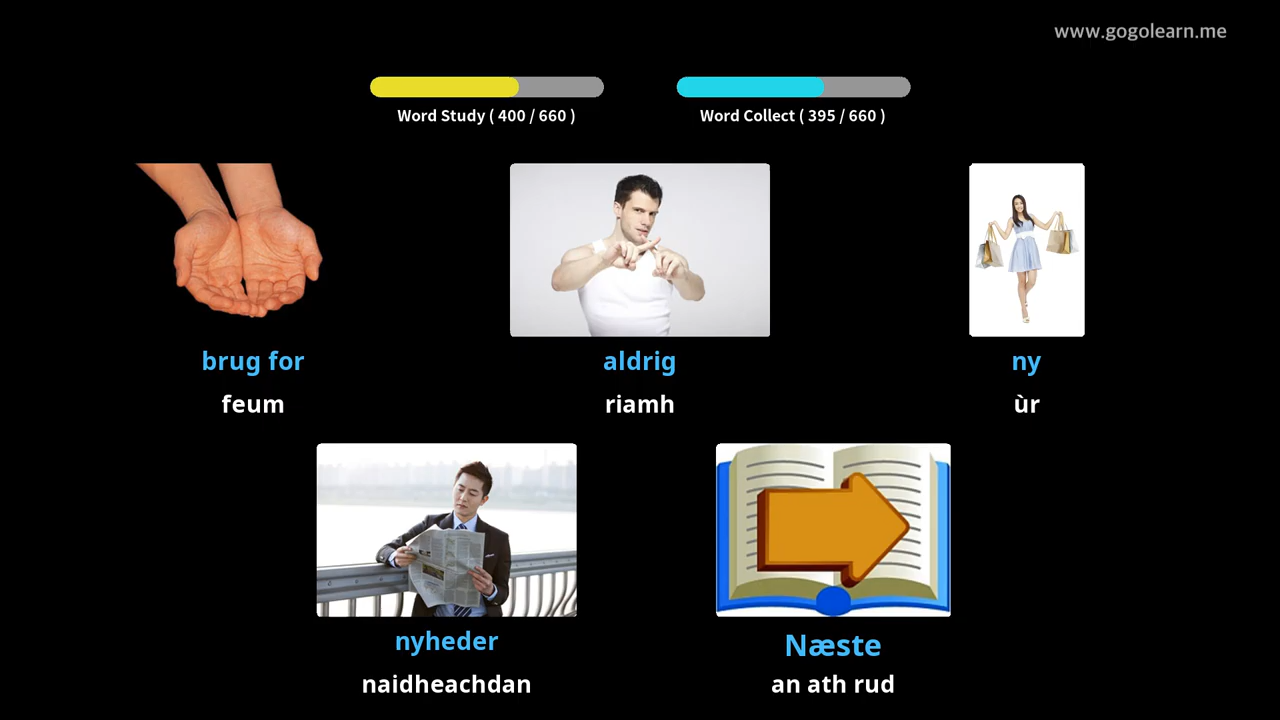 www.gogolearn.me
Word Study ( 400 / 660 )
Word Collect ( 395 / 660 )
brug for
feum
aldrig
riamh
ny
ùr
nyheder
naidheachdan
Næste
an ath rud